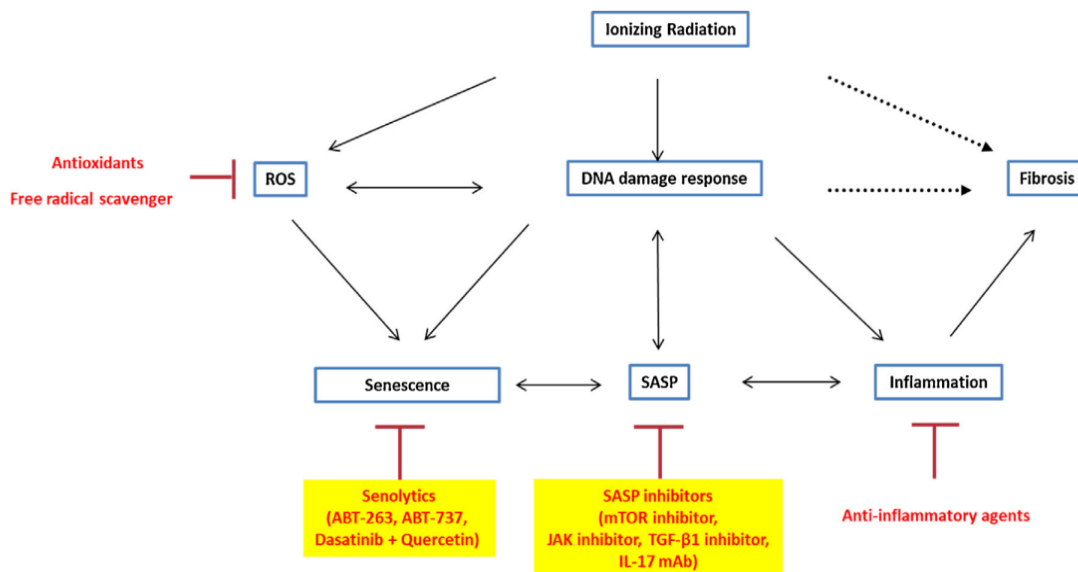 Ionizing Radiation
Antioxidants
Free radical scavenger
ROS
DNA damage response
Fibrosis
Senescence
SASP
Inflammation
Senolytics
(ABT-263, ABT-737,
Dasatinib + Quercetin)
SASP inhibitors
(mTOR inhibitor,
JAK inhibitor, TGF-β1 inhibitor,
IL-17 mAb)
Anti-inflammatory agents